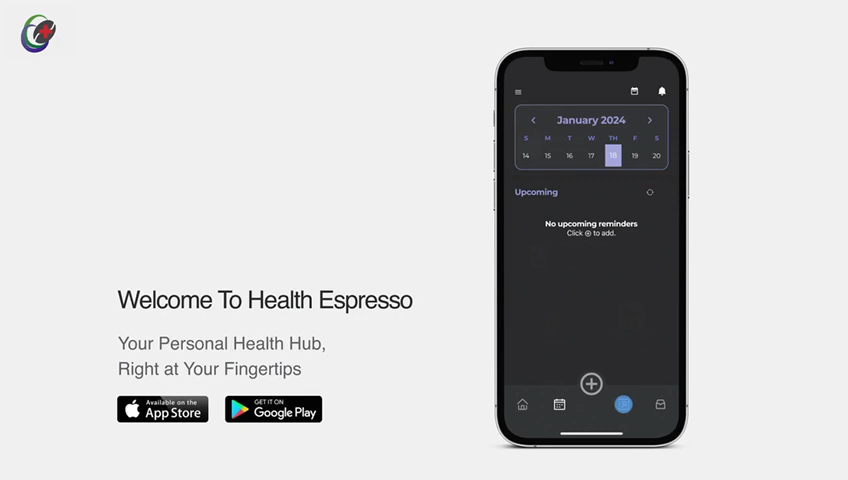 January 2024
S M T W TH F S
14 15 16 17 18 19 20
Upcoming
No upcoming reminders
Click ⊕ to add.
Welcome To Health Espresso
Your Personal Health Hub,
Right at Your Fingertips
Available on the
App Store
GET IT ON
Google Play